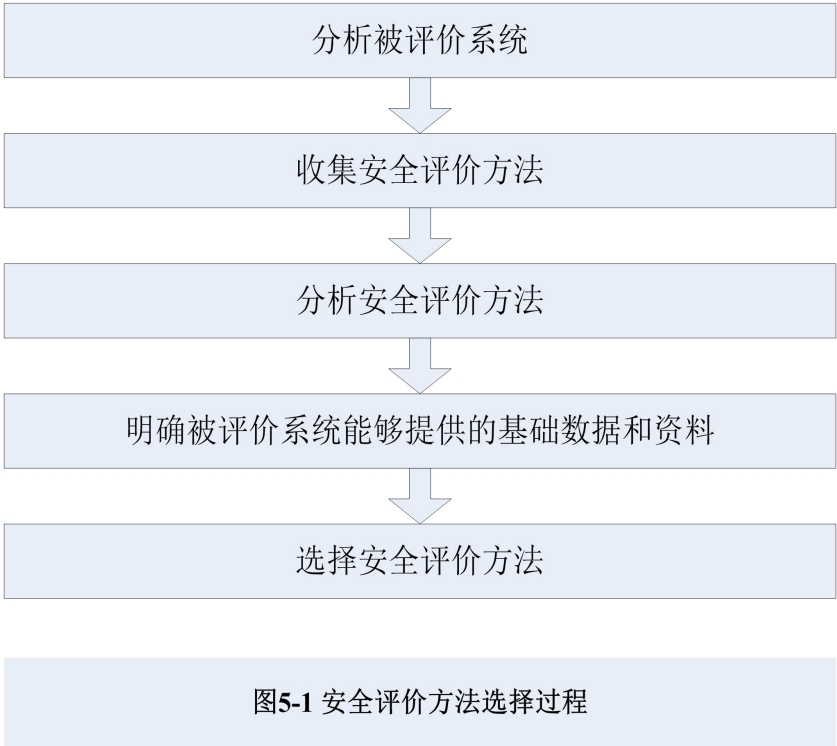 分析被评价系统
收集安全评价方法
分析安全评价方法
明确被评价系统能够提供的基础数据和资料
选择安全评价方法
图5-1 安全评价方法选择过程